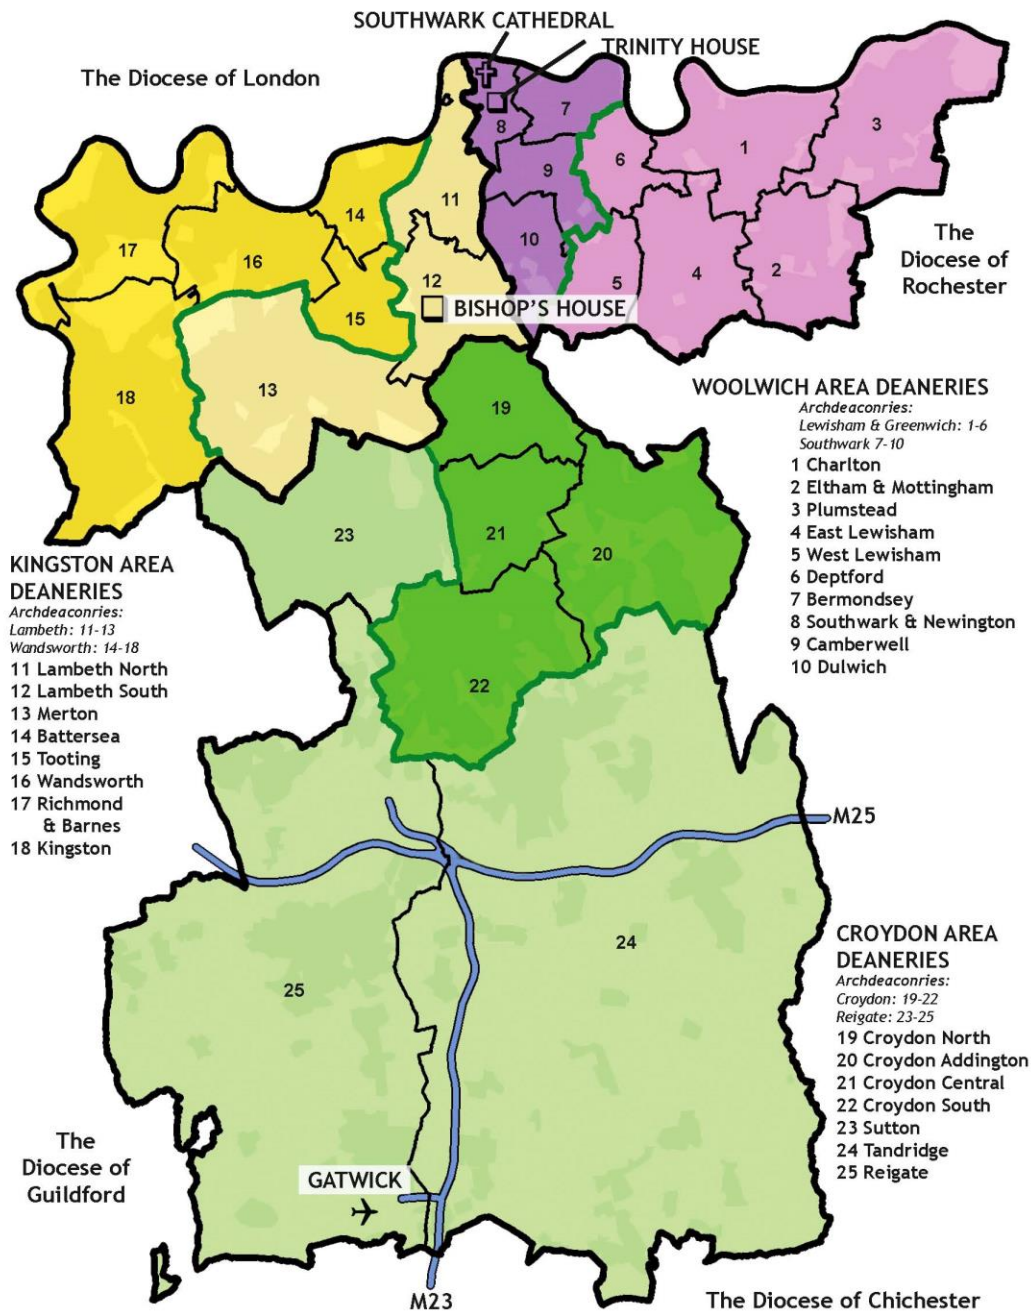 SOUTHWARK CATHEDRAL
TRINITY HOUSE
The Diocese of London
7
8
3
1
6
9
11
14
17
16
10
The
Diocese of
Rochester
12
5
4
2
BISHOP'S HOUSE
15
18
13
19
WOOLWICH AREA DEANERIES
Archdeaconries:
Lewisham & Greenwich: 1-6
Southwark 7-10
1 Charlton
2 Eltham & Mottingham
3 Plumstead
4 East Lewisham
5 West Lewisham
6 Deptford
7 Bermondsey
8 Southwark & Newington
9 Camberwell
10 Dulwich
23
21
20
22
KINGSTON AREA
DEANERIES
Archdeaconries:
Lambeth: 11-13
Wandsworth: 14-18
11 Lambeth North
12 Lambeth South
13 Merton
14 Battersea
15 Tooting
16 Wandsworth
17 Richmond
& Barnes
18 Kingston
M25
24
25
CROYDON AREA
DEANERIES
Archdeaconries:
Croydon: 19-22
Reigate: 23-25
19 Croydon North
20 Croydon Addington
21 Croydon Central
22 Croydon South
23 Sutton
24 Tandridge
25 Reigate
The
Diocese of
Guildford
GATWICK
M23
The Diocese of Chichester